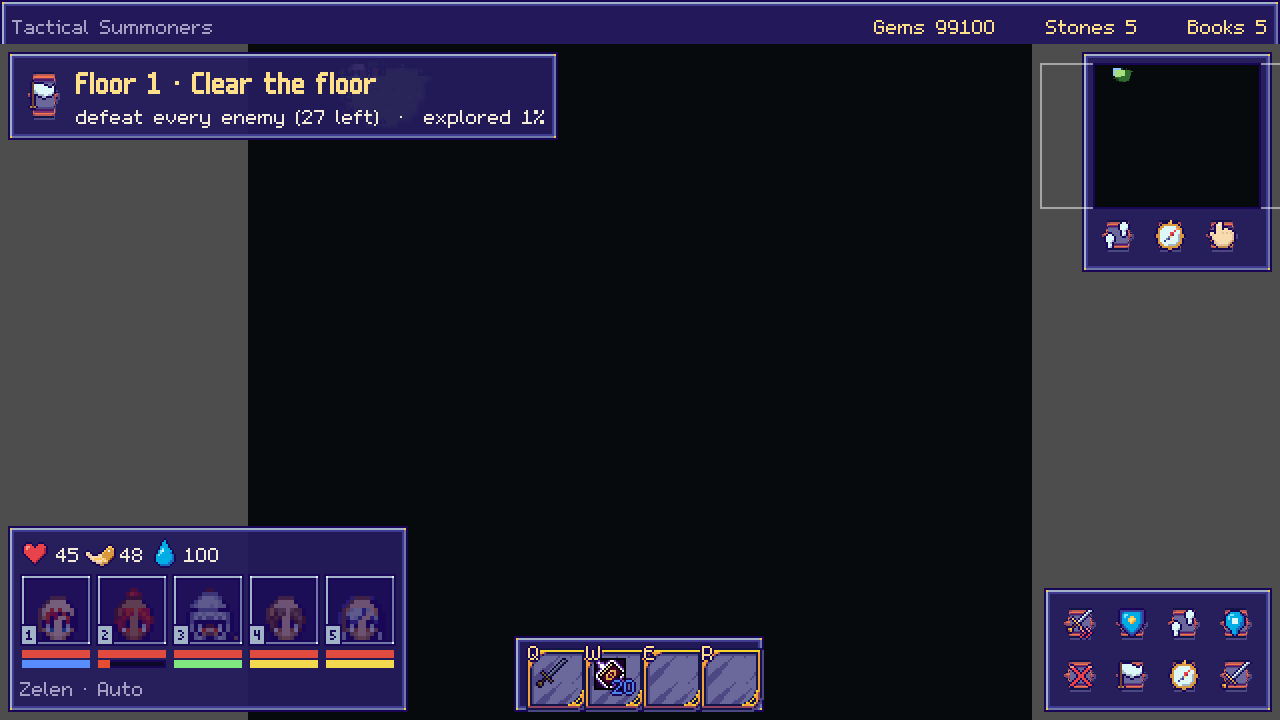 Tactical Summoners
Gems 99100
Stones 5
Books 5
Floor 1 · Clear the floor
defeat every enemy (27 left) · explored 1%
45
48
100
1
2
3
4
5
Zelen · Auto
Q
W
E
R
20